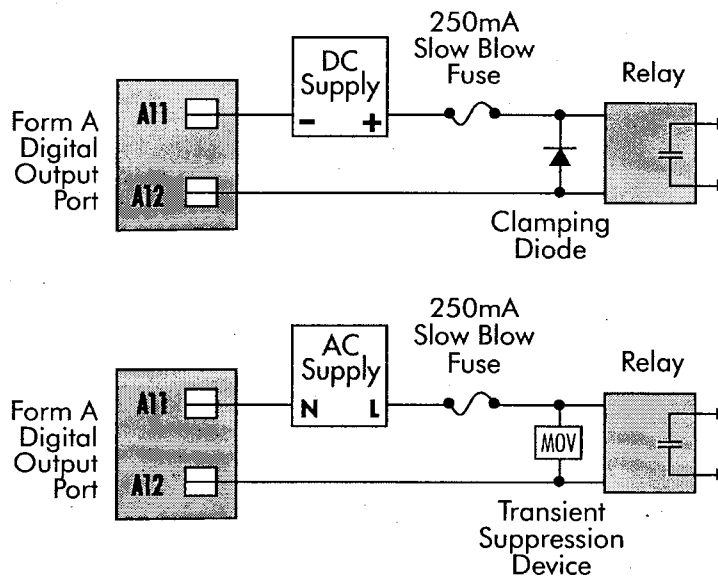 250mA
Slow Blow
Fuse
DC
Supply
- +
Relay
Form A
Digital
Output
Port
A11
A12
Clamping
Diode
250mA
Slow Blow
Fuse
AC
Supply
N L
Relay
Form A
Digital
Output
Port
A11
A12
MOV
Transient
Suppression
Device